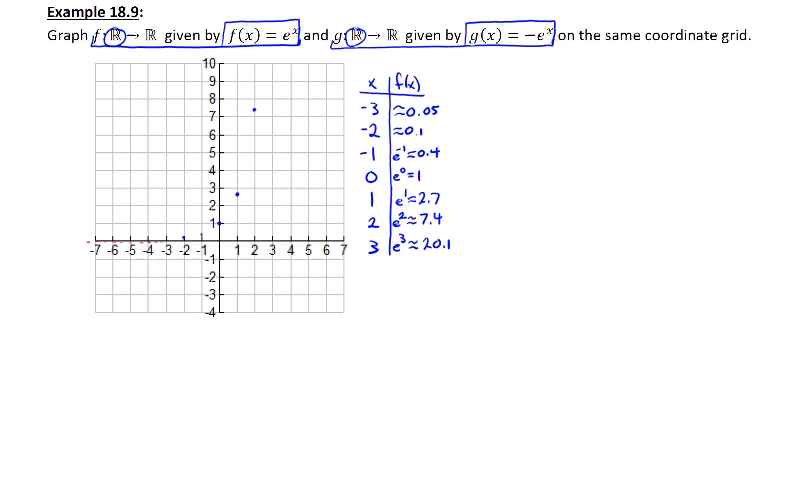 Example 18.9:
Graph f: ℝ → ℝ given by f(x) = eˣ and g: ℝ → ℝ given by g(x) = −eˣ on the same coordinate grid.
10
9
8
7
6
5
4
3
2
1
-7 -6 -5 -4 -3 -2 -1 1 2 3 4 5 6 7
-1
-2
-3
-4
x f(x)
-3 ≈0.05
-2 ≈0.1
-1 e⁻¹≈0.4
0 e⁰=1
1 e¹≈2.7
2 e²≈7.4
3 e³≈20.1